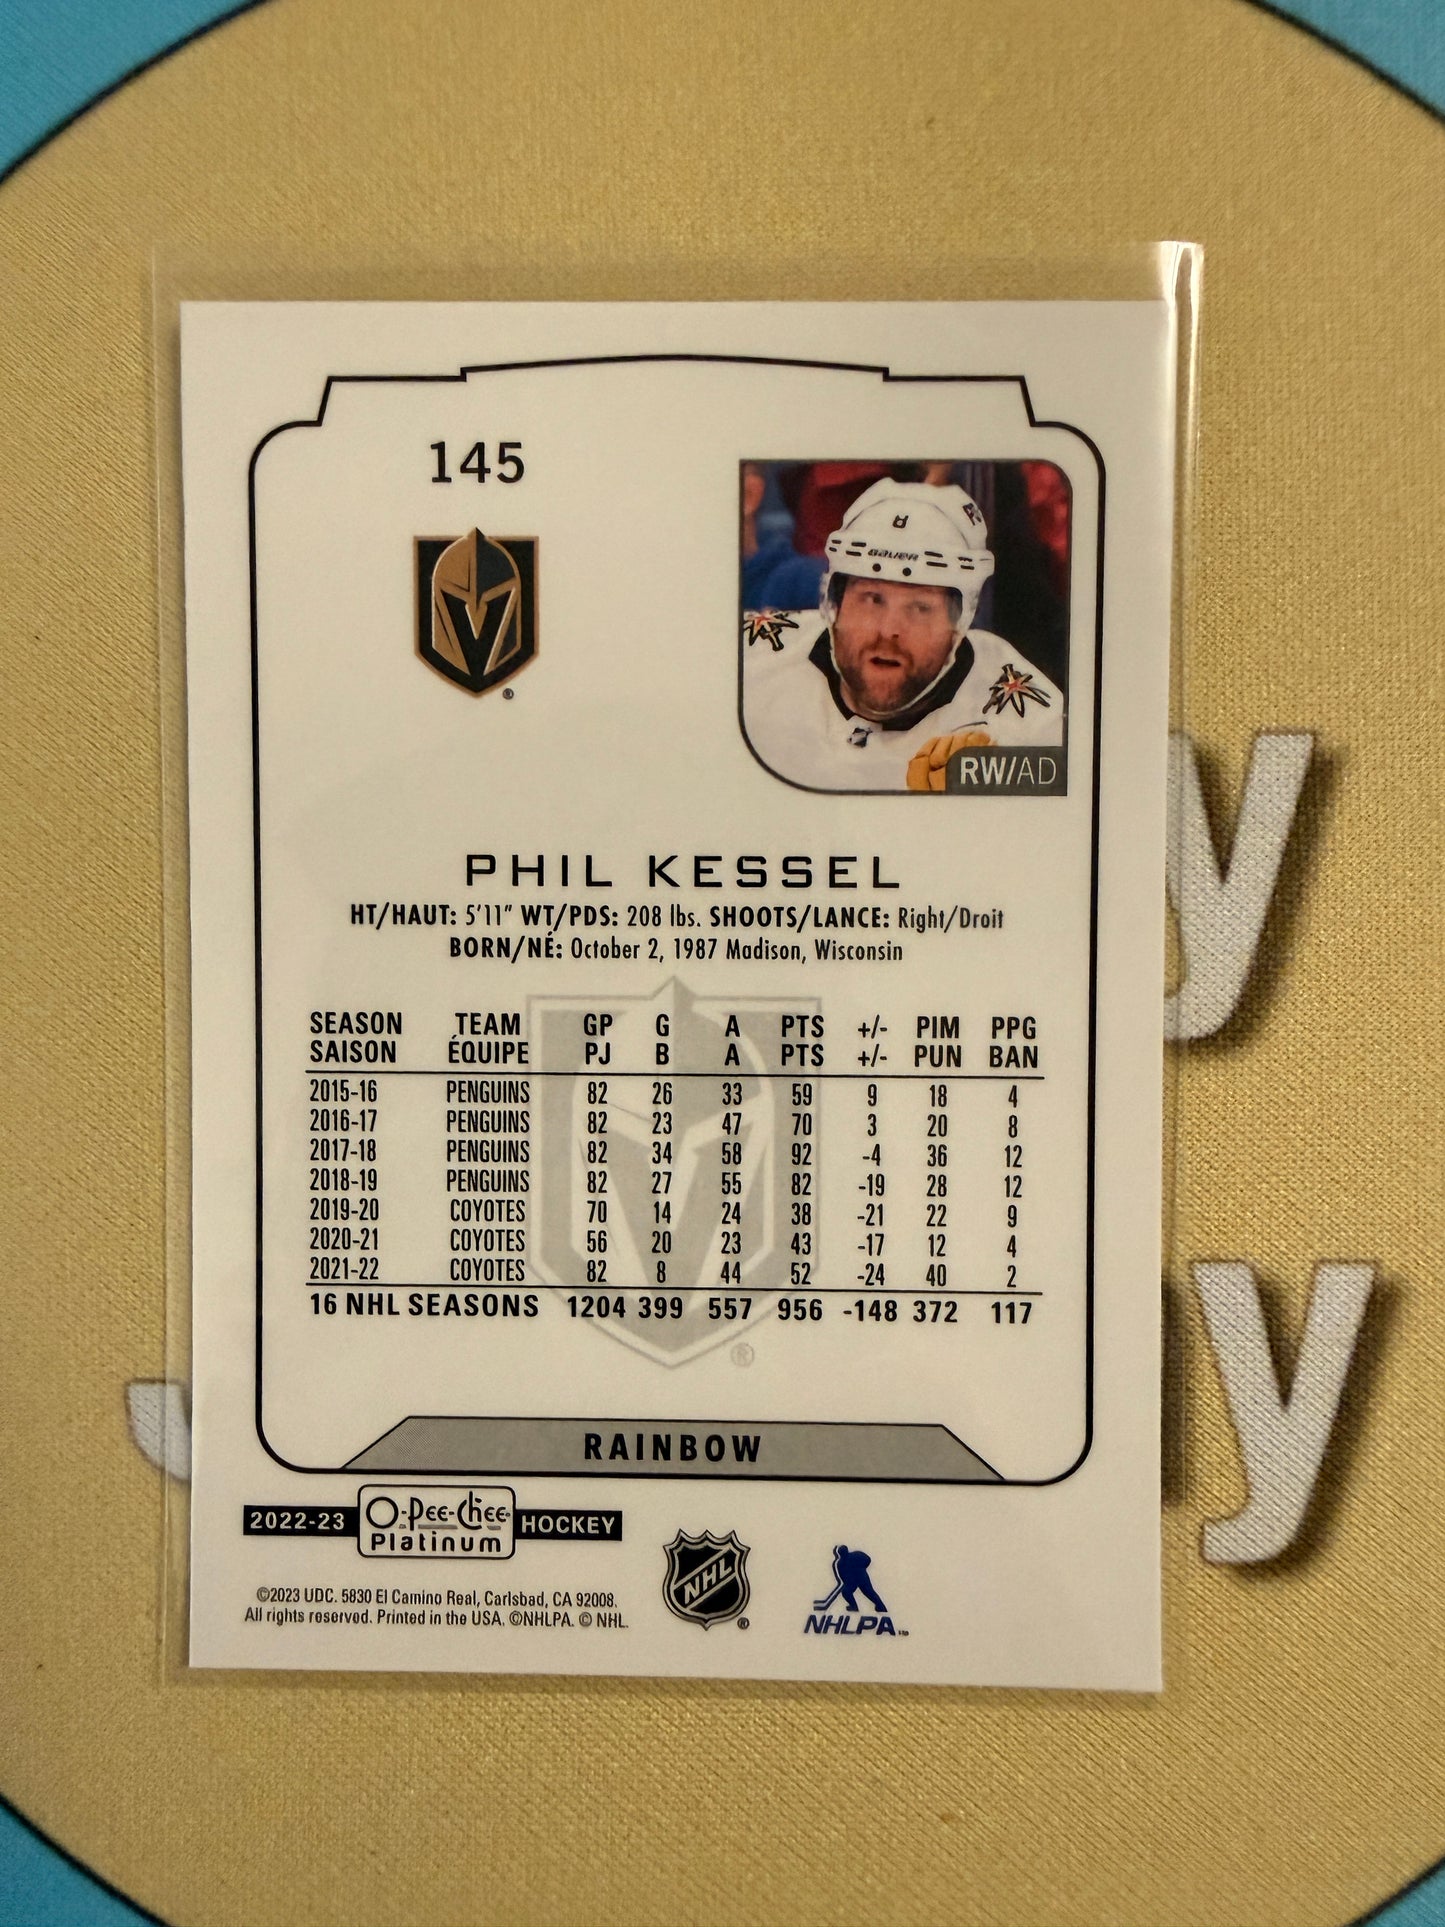 145
8
BAUER
RW/AD
PHIL KESSEL
HT/HAUT: 5'11" WT/PDS: 208 lbs. SHOOTS/LANCE: Right/Droit
BORN/NÉ: October 2, 1987 Madison, Wisconsin
SEASON TEAM GP G A PTS +/- PIM PPG
SAISON ÉQUIPE PJ B A PTS +/- PUN BAN
2015-16 PENGUINS 82 26 33 59 9 18 4
2016-17 PENGUINS 82 23 47 70 3 20 8
2017-18 PENGUINS 82 34 58 92 -4 36 12
2018-19 PENGUINS 82 27 55 82 -19 28 12
2019-20 COYOTES 70 14 24 38 -21 22 9
2020-21 COYOTES 56 20 23 43 -17 12 4
2021-22 COYOTES 82 8 44 52 -24 40 2
16 NHL SEASONS 1204 399 557 956 -148 372 117
®
RAINBOW
2022-23 O-Pee-Chee Platinum HOCKEY
©2023 UDC. 5830 El Camino Real, Carlsbad, CA 92008.
All rights reserved. Printed in the USA. ©NHLPA. © NHL.
NHL ®
NHLPA
y
y